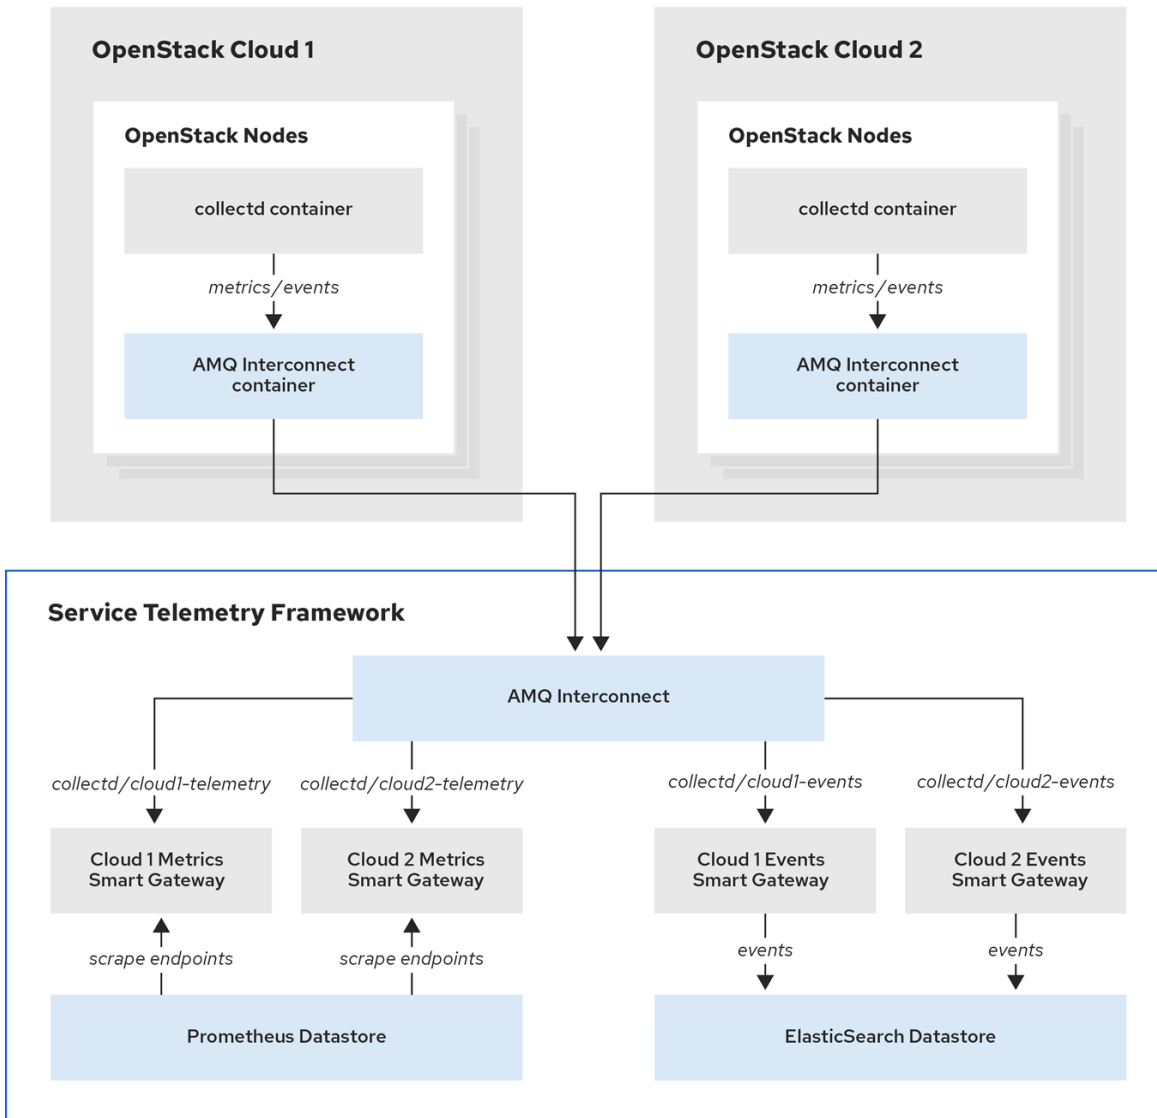 OpenStack Cloud 1
OpenStack Nodes
collectd container
metrics/events
AMQ Interconnect
container
OpenStack Cloud 2
OpenStack Nodes
collectd container
metrics/events
AMQ Interconnect
container
Service Telemetry Framework
AMQ Interconnect
collectd/cloud1-telemetry
collectd/cloud2-telemetry
collectd/cloud1-events
collectd/cloud2-events
Cloud 1 Metrics
Smart Gateway
Cloud 2 Metrics
Smart Gateway
Cloud 1 Events
Smart Gateway
Cloud 2 Events
Smart Gateway
scrape endpoints
scrape endpoints
events
events
Prometheus Datastore
ElasticSearch Datastore